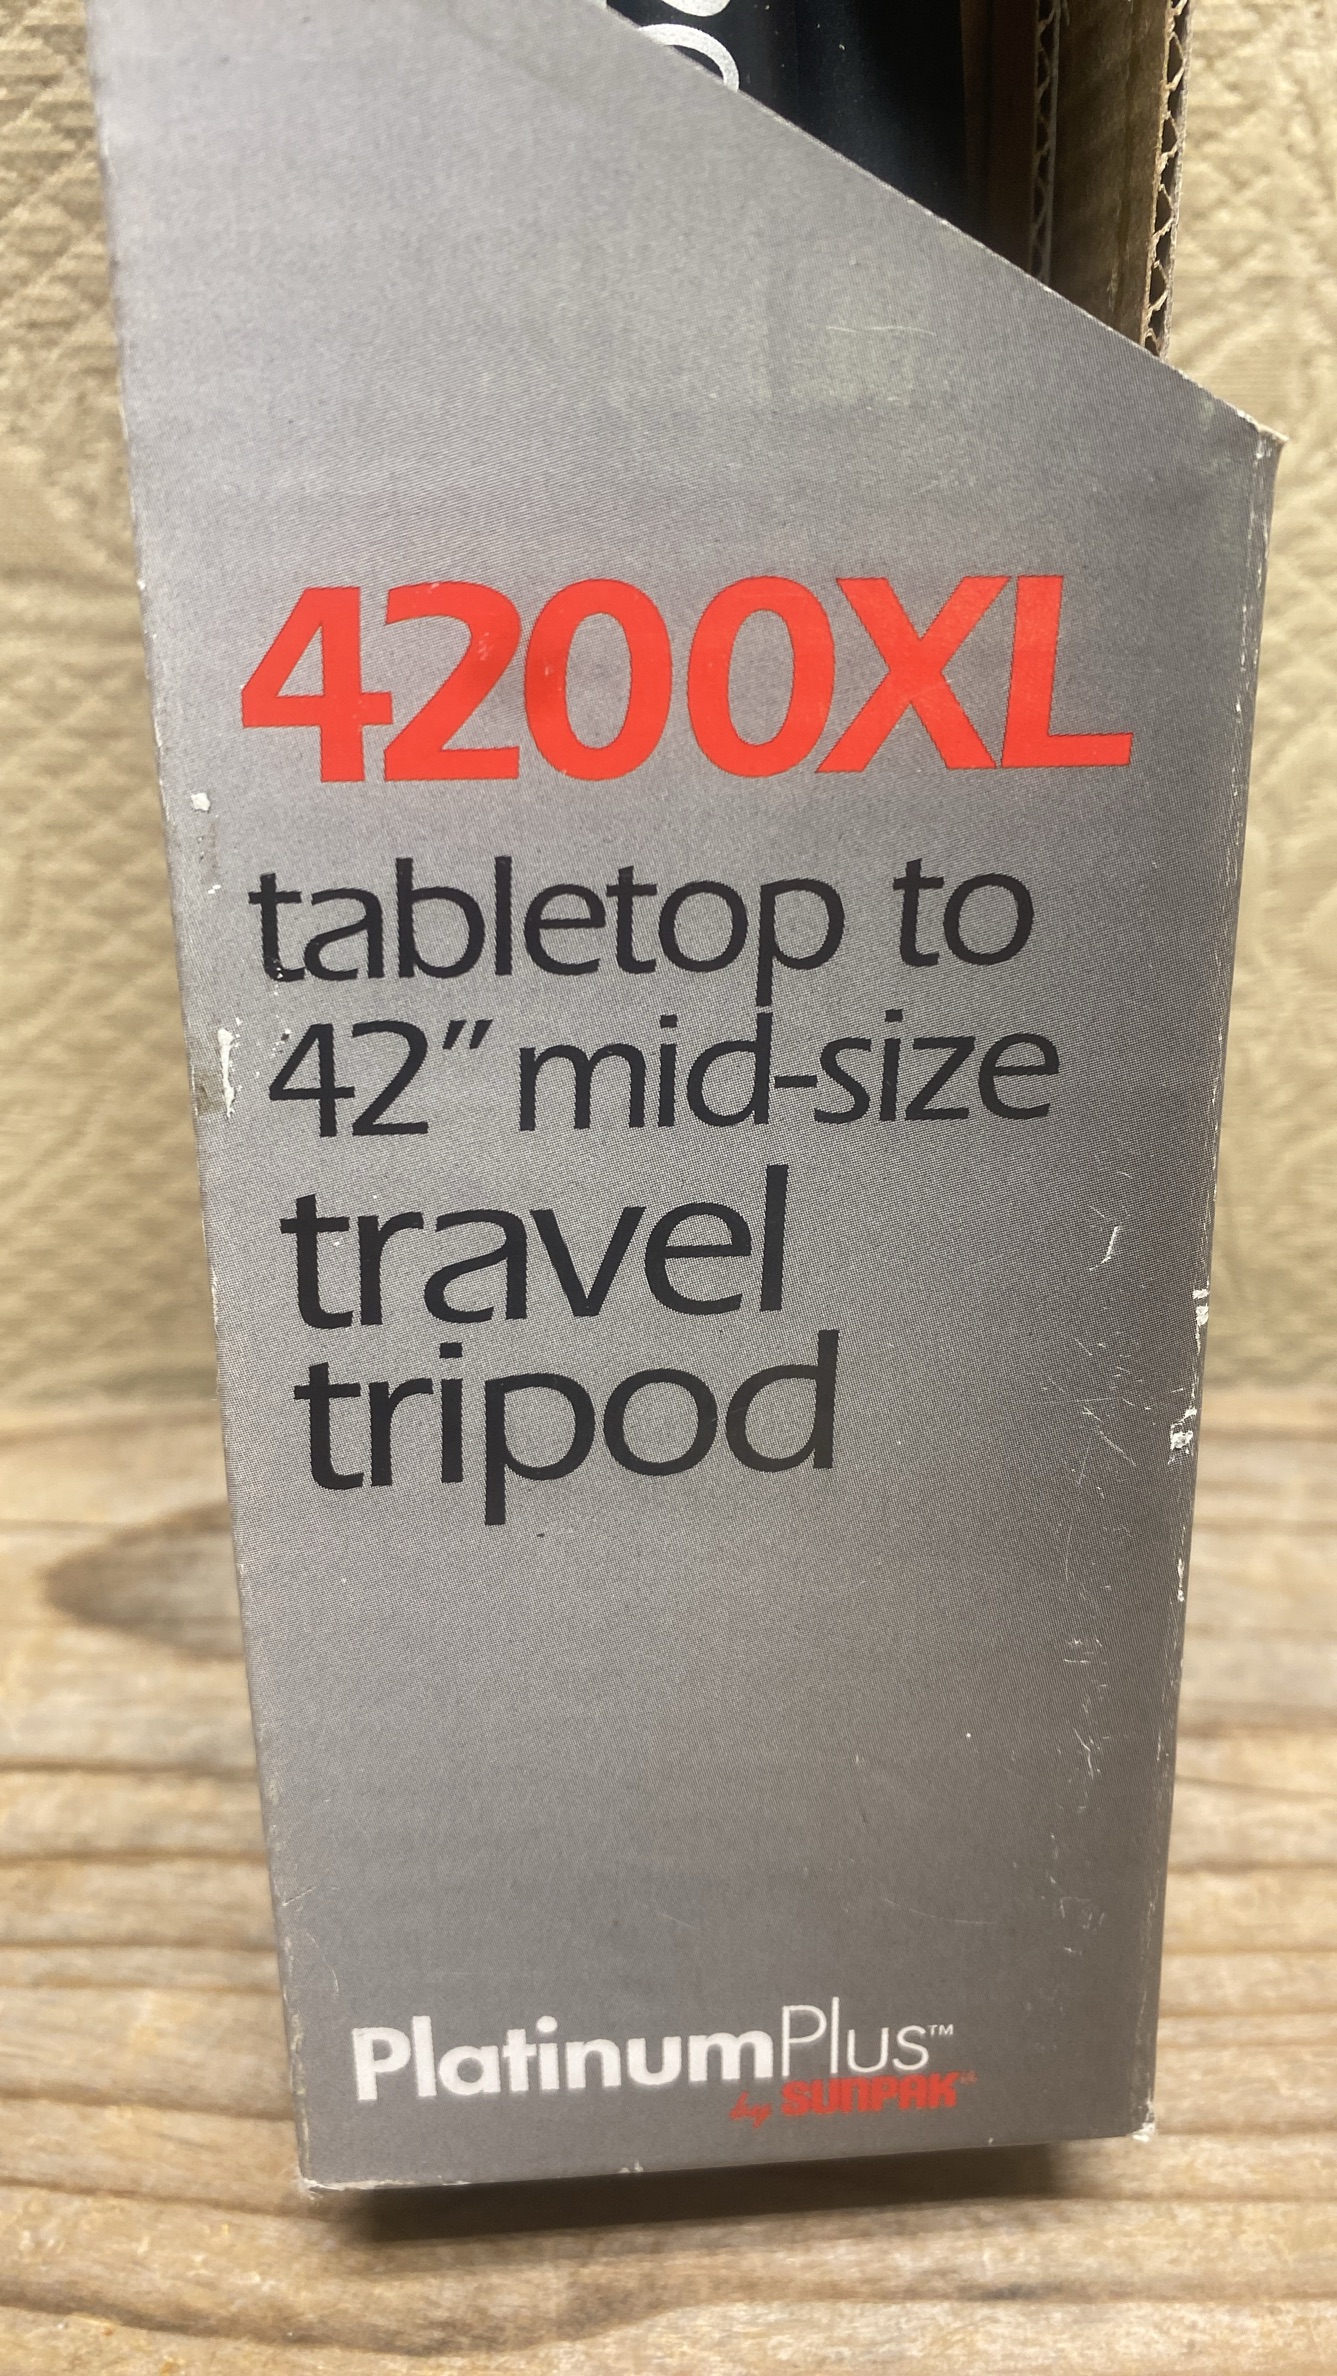 4200XL
tabletop to
42” mid-size
travel
tripod
PlatinumPlus™
by SUNPAK